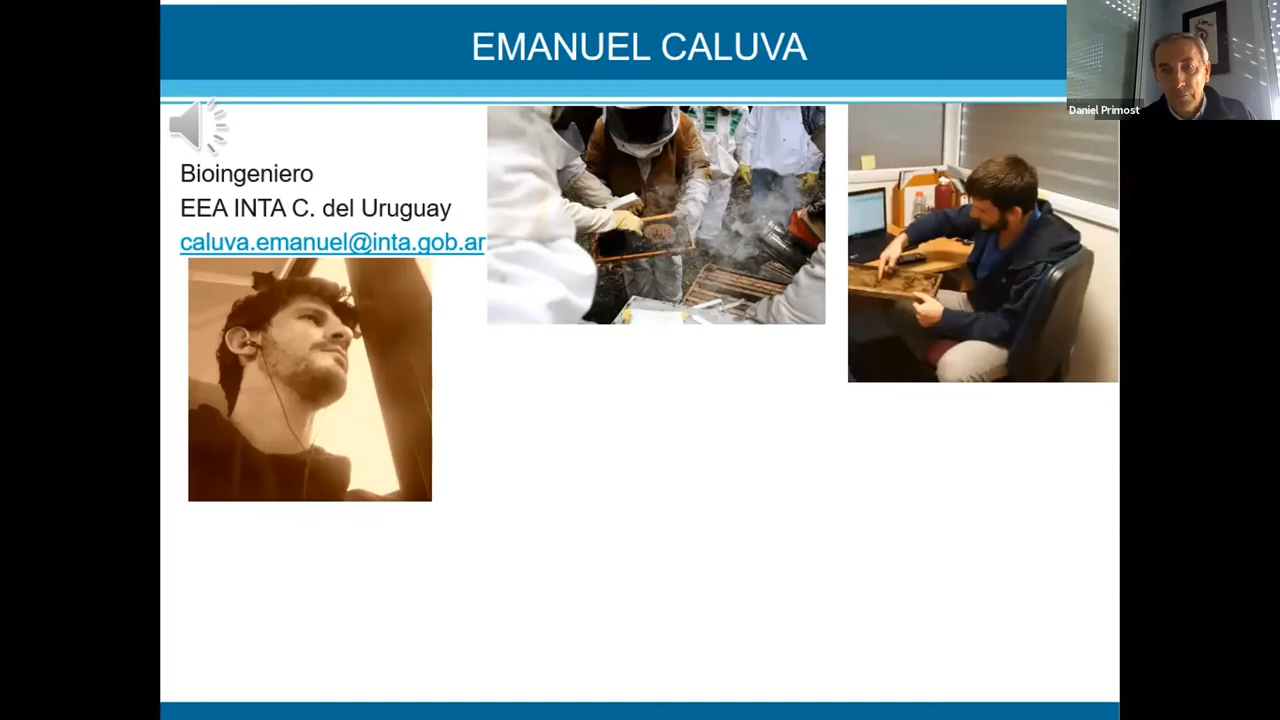 EMANUEL CALUVA
Daniel Primost
Bioingeniero
EEA INTA C. del Uruguay
caluva.emanuel@inta.gob.ar